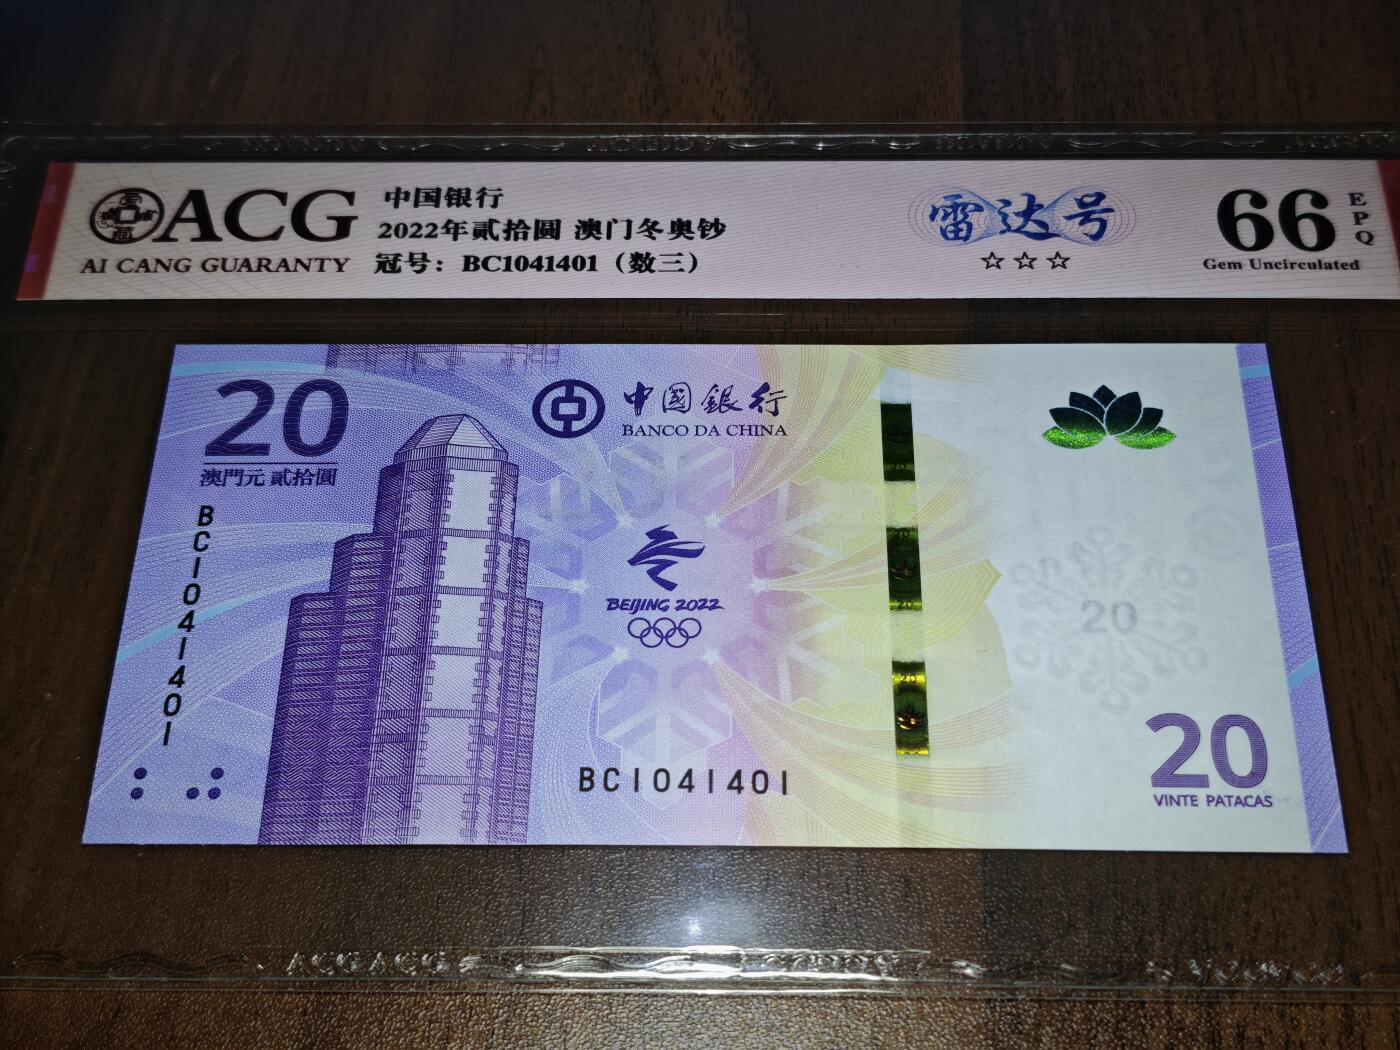 ACG
AI CANG GUARANTY
中国银行
2022年贰拾圆 澳门冬奥钞
冠号：BC1041401（数三）
雷达号
☆☆☆
66
EPQ
Gem Uncirculated
20
澳門元 貳拾圓
BC1041401
中國銀行
BANCO DA CHINA
BEIJING 2022
BC1041401
20
20
VINTE PATACAS
ACG ACG